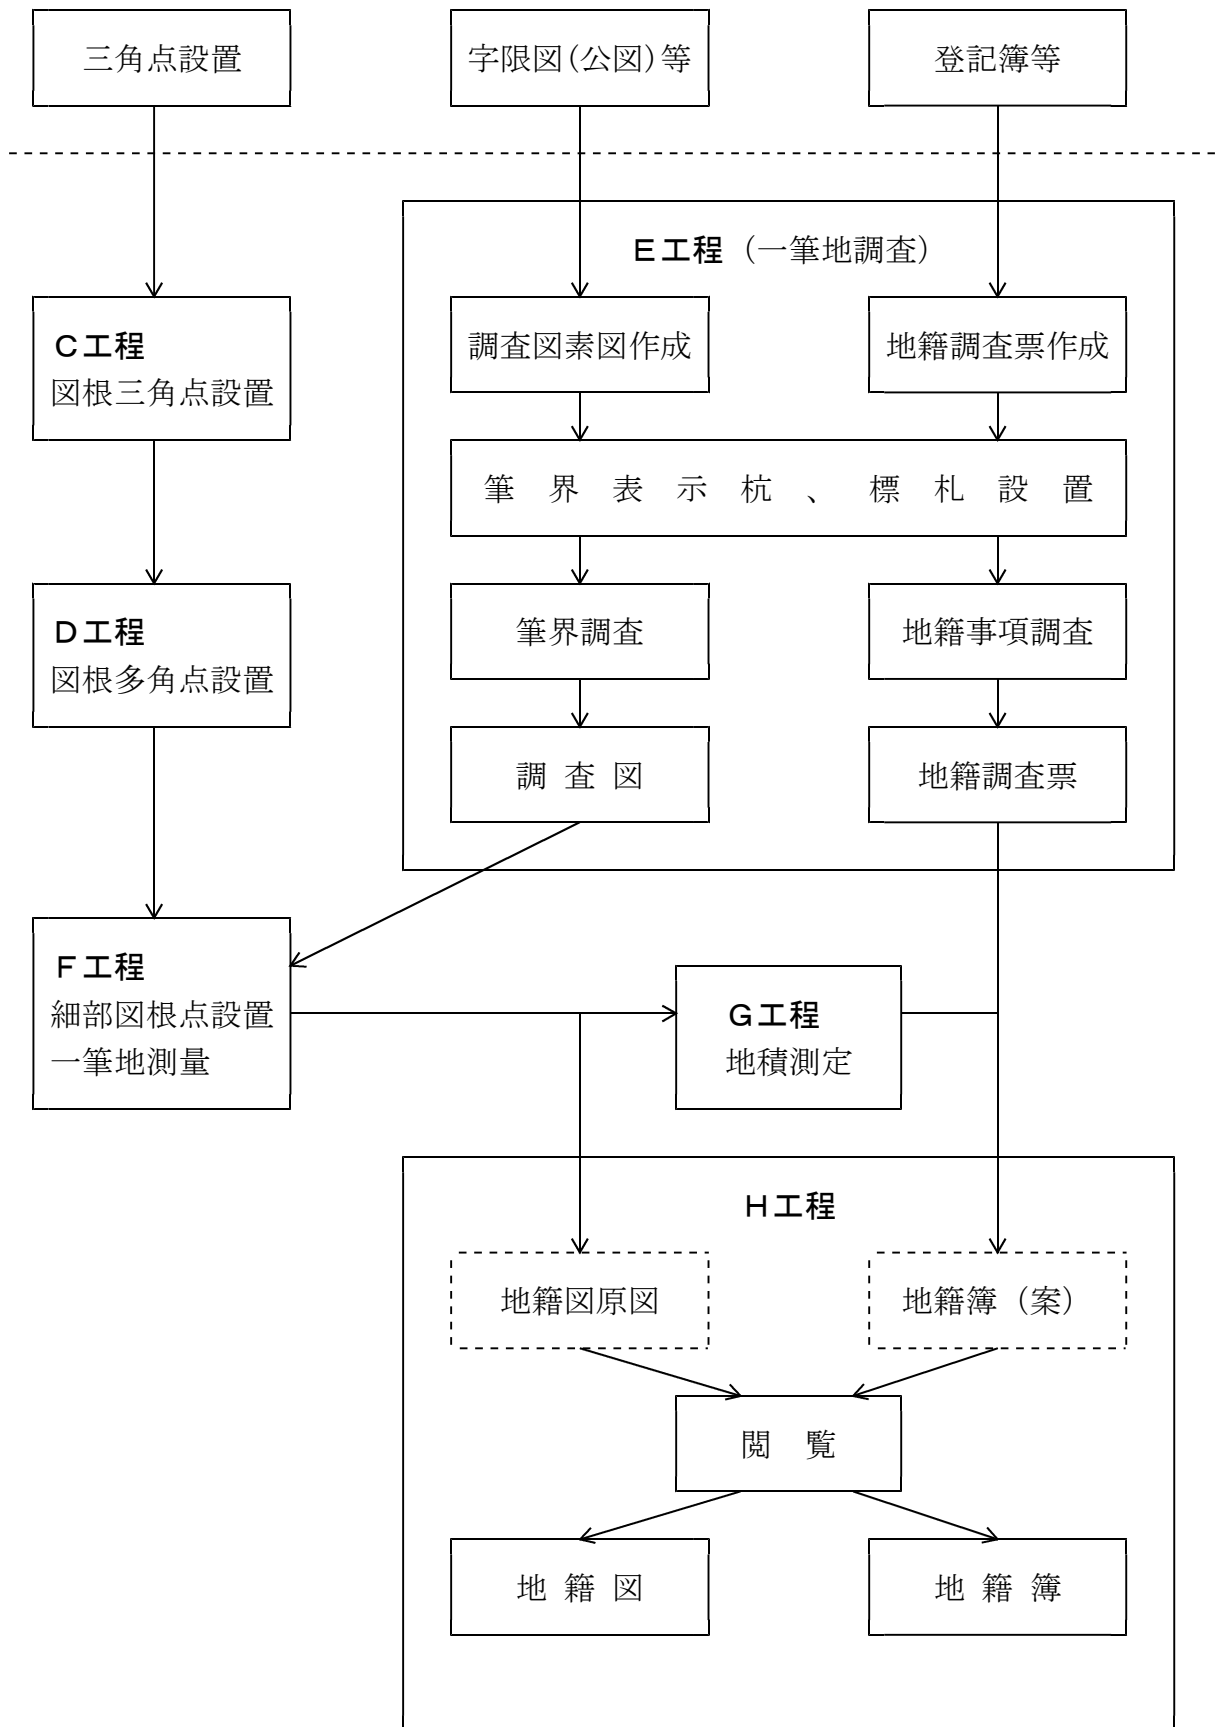 三角点設置
字限図(公図)等
登記簿等
E工程（一筆地調査）
C工程
図根三角点設置
調査図素図作成
地籍調査票作成
筆界表示杭、標札設置
D工程
図根多角点設置
筆界調査
地籍事項調査
調査図
地籍調査票
F工程
細部図根点設置
一筆地測量
G工程
地積測定
H工程
地籍図原図
地籍簿（案）
閲覧
地籍図
地籍簿